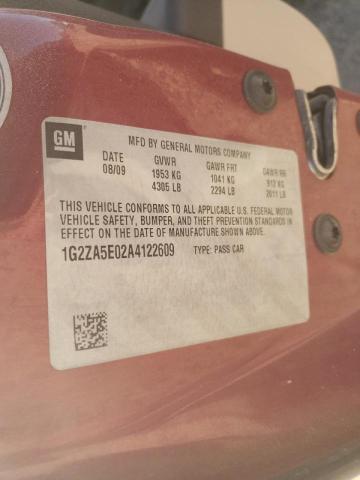 GM
MFD BY GENERAL MOTORS COMPANY
DATE GVWR GAWR FRT GAWR RR
08/09 1953 KG 1041 KG 912 KG
4305 LB 2294 LB 2011 LB
THIS VEHICLE CONFORMS TO ALL APPLICABLE U.S. FEDERAL MOTOR
VEHICLE SAFETY, BUMPER, AND THEFT PREVENTION STANDARDS IN
EFFECT ON THE DATE OF MANUFACTURE SHOWN ABOVE.
1G2ZA5E02A4122609 TYPE: PASS CAR